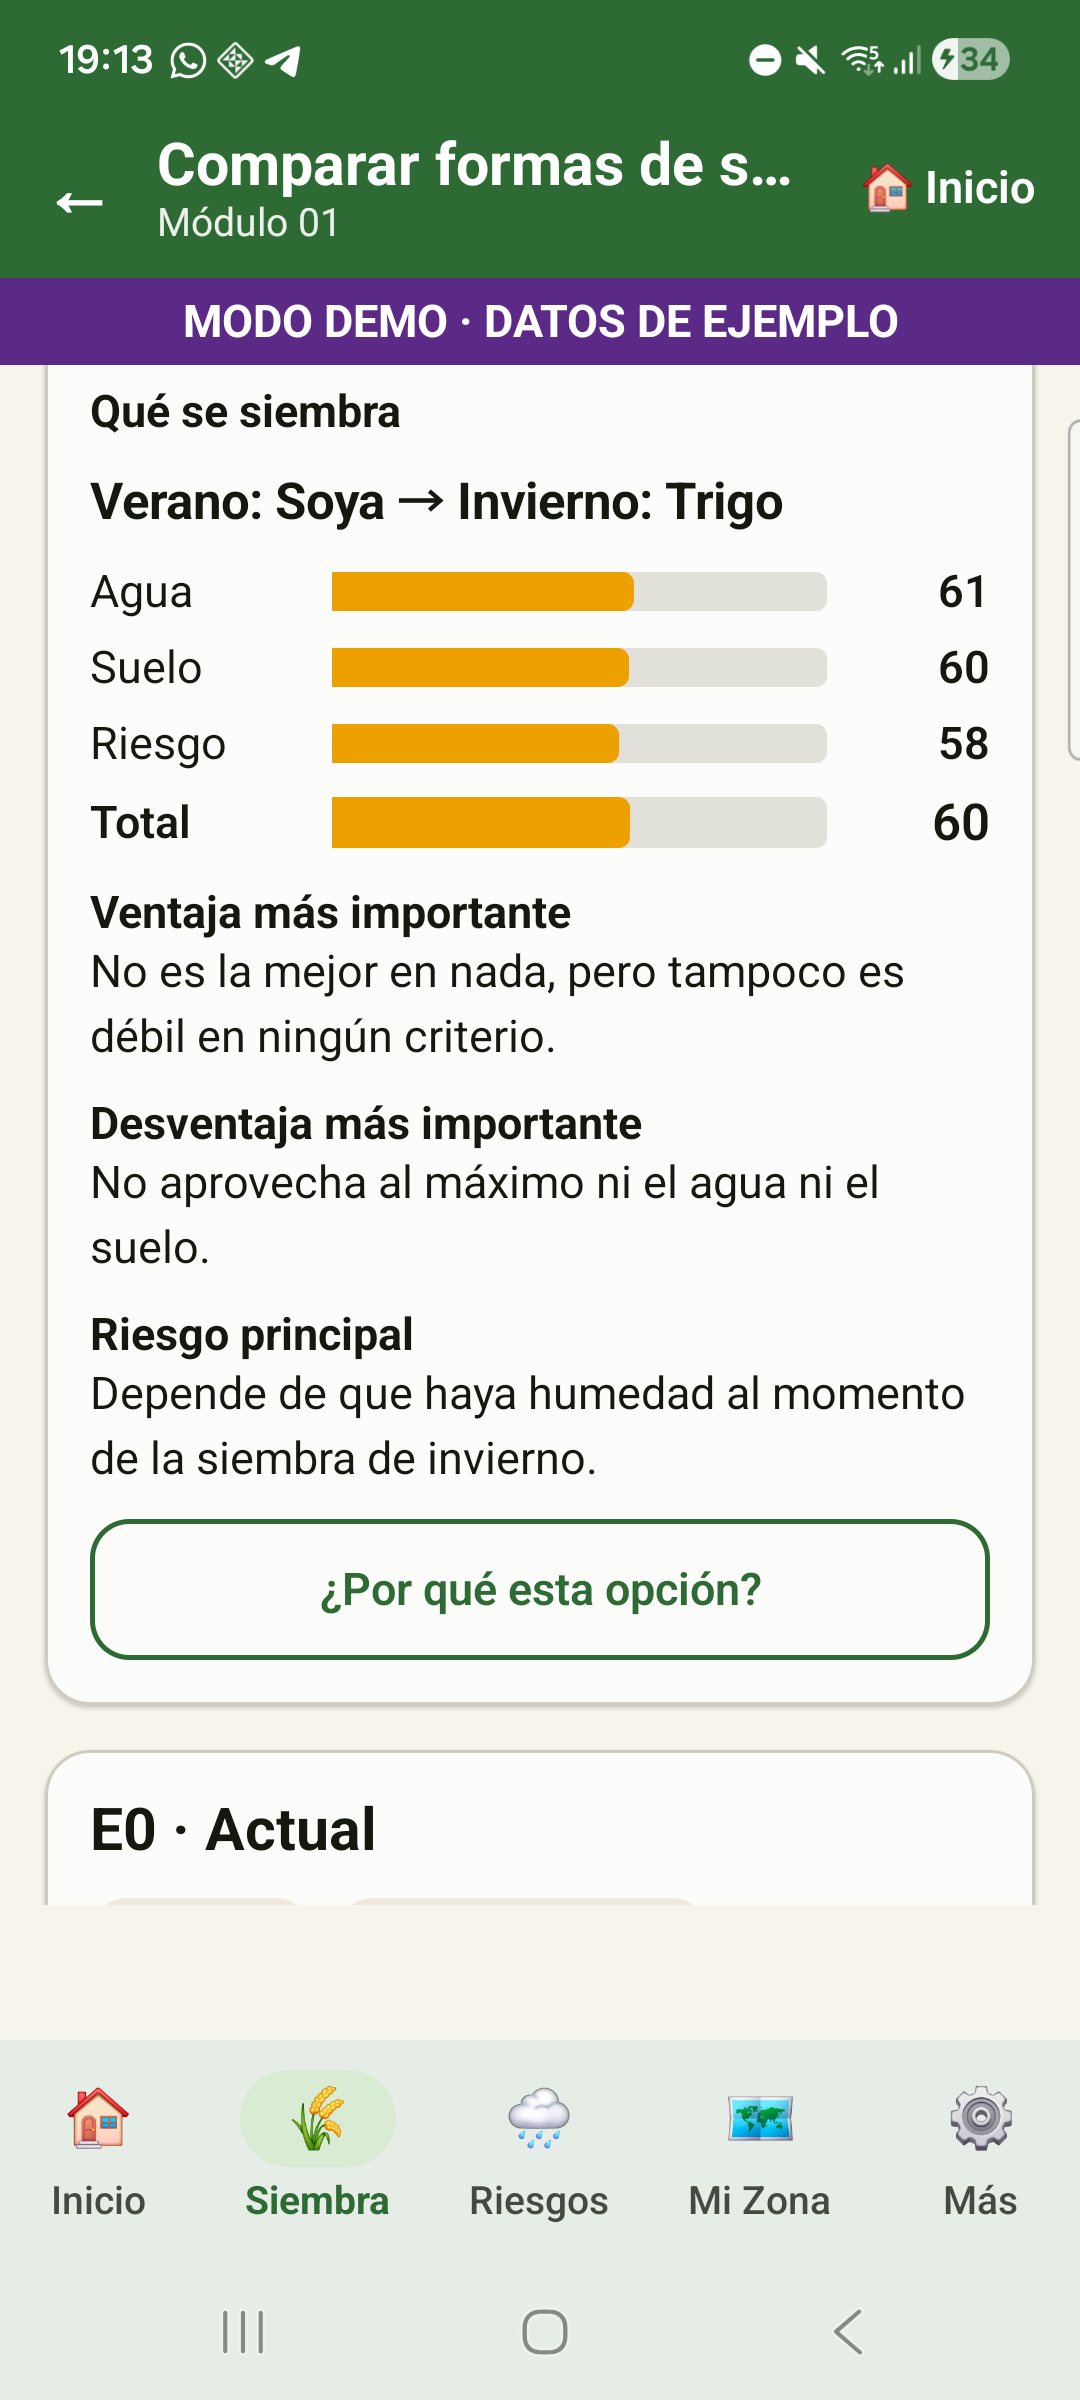 19:13
5
34
Comparar formas de s...
Módulo 01
Inicio
MODO DEMO · DATOS DE EJEMPLO
Qué se siembra
Verano: Soya → Invierno: Trigo
Agua 61
Suelo 60
Riesgo 58
Total 60
Ventaja más importante
No es la mejor en nada, pero tampoco es
débil en ningún criterio.
Desventaja más importante
No aprovecha al máximo ni el agua ni el
suelo.
Riesgo principal
Depende de que haya humedad al momento
de la siembra de invierno.
¿Por qué esta opción?
E0 · Actual
Inicio Siembra Riesgos Mi Zona Más